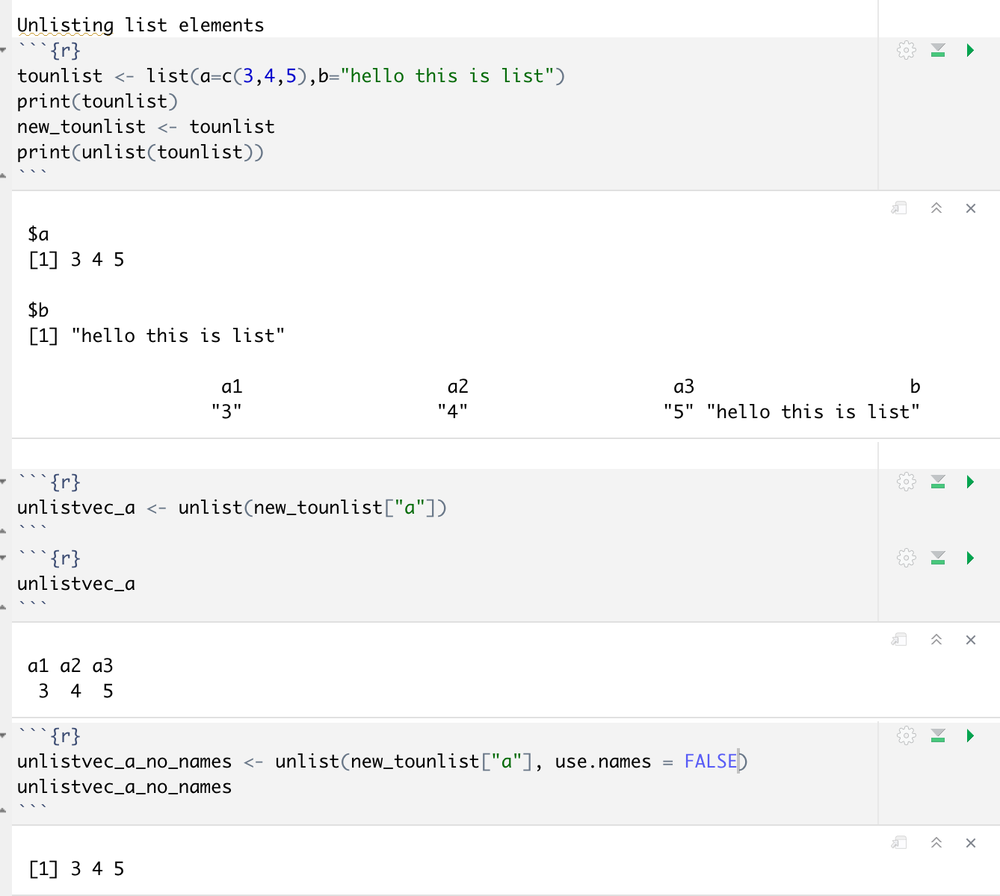 Unlisting list elements
```{r}
tounlist <- list(a=c(3,4,5),b="hello this is list")
print(tounlist)
new_tounlist <- tounlist
print(unlist(tounlist))
```
$a
[1] 3 4 5
$b
[1] "hello this is list"
a1 a2 a3 b
"3" "4" "5" "hello this is list"
```{r}
unlistvec_a <- unlist(new_tounlist["a"])
```
```{r}
unlistvec_a
```
a1 a2 a3
3 4 5
```{r}
unlistvec_a_no_names <- unlist(new_tounlist["a"], use.names = FALSE)
unlistvec_a_no_names
```
[1] 3 4 5